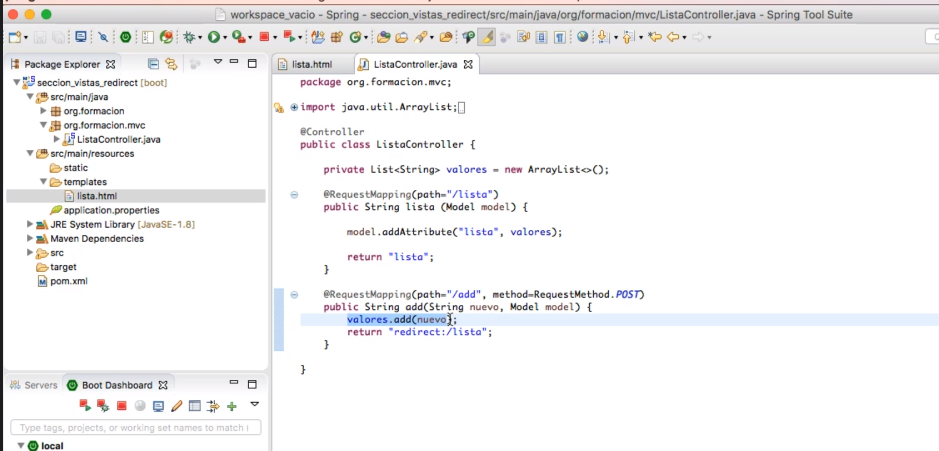 workspace_vacio - Spring - seccion_vistas_redirect/src/main/java/org/formacion/mvc/ListaController.java - Spring Tool Suite
Package Explorer
lista.html
ListaController.java
seccion_vistas_redirect [boot]
src/main/java
org.formacion
org.formacion.mvc
ListaController.java
src/main/resources
static
templates
lista.html
application.properties
JRE System Library [JavaSE-1.8]
Maven Dependencies
src
target
pom.xml
package org.formacion.mvc;
import java.util.ArrayList;
@Controller
public class ListaController {
private List<String> valores = new ArrayList<>();
@RequestMapping(path="/lista")
public String lista (Model model) {
model.addAttribute("lista", valores);
return "lista";
}
@RequestMapping(path="/add", method=RequestMethod.POST)
public String add(String nuevo, Model model) {
valores.add(nuevo);
return "redirect:/lista";
}
}
Servers
Boot Dashboard
Type tags, projects, or working set names to match (
local